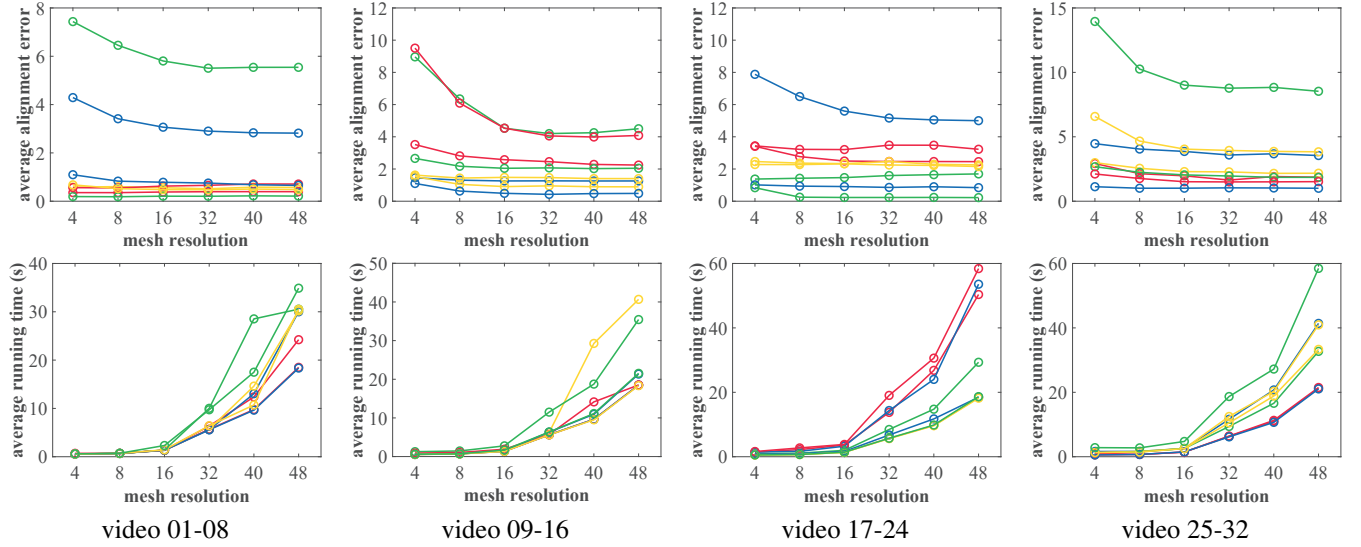 average alignment error
8
6
4
2
0
4 8 16 32 40 48
mesh resolution
average alignment error
12
10
8
6
4
2
0
4 8 16 32 40 48
mesh resolution
average alignment error
12
10
8
6
4
2
0
4 8 16 32 40 48
mesh resolution
average alignment error
15
10
5
0
4 8 16 32 40 48
mesh resolution
average running time (s)
40
30
20
10
0
4 8 16 32 40 48
mesh resolution
video 01-08
average running time (s)
50
40
30
20
10
0
4 8 16 32 40 48
mesh resolution
video 09-16
average running time (s)
60
40
20
0
4 8 16 32 40 48
mesh resolution
video 17-24
average running time (s)
60
40
20
0
4 8 16 32 40 48
mesh resolution
video 25-32